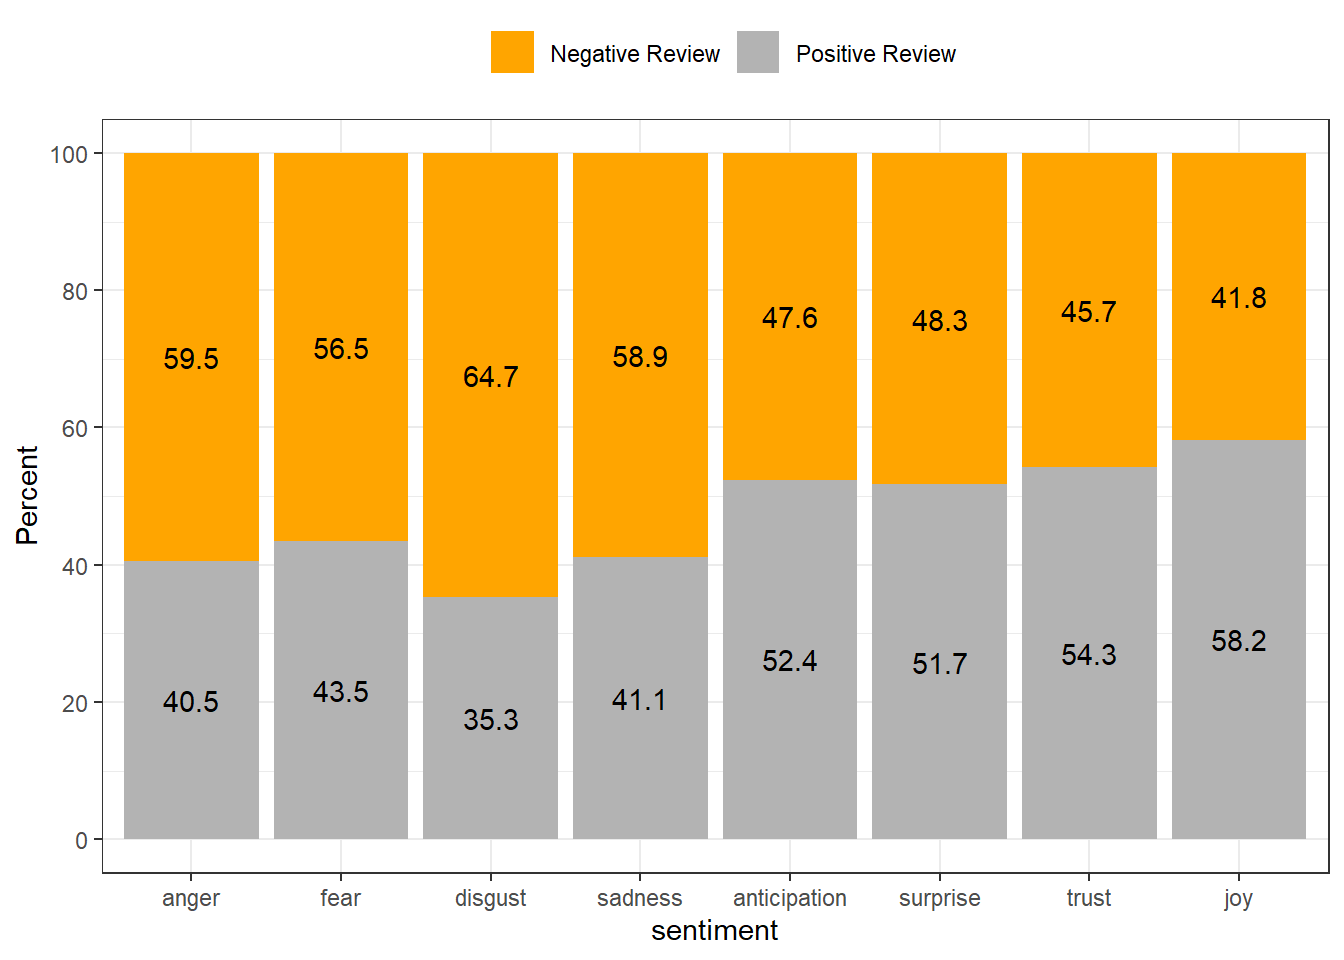 Negative Review Positive Review
100
80
60
40
20
0
Percent
59.5 56.5 64.7 58.9 47.6 48.3 45.7 41.8
40.5 43.5 35.3 41.1 52.4 51.7 54.3 58.2
anger fear disgust sadness anticipation surprise trust joy
sentiment